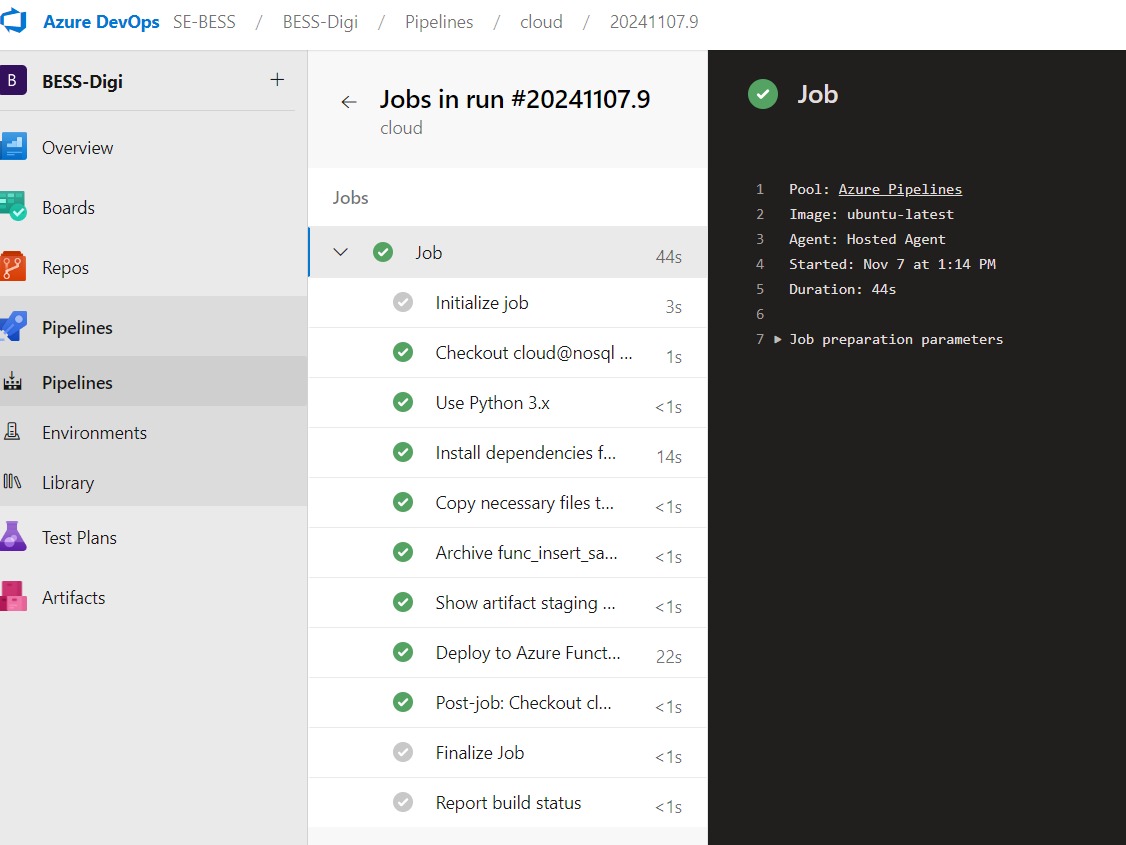 Azure DevOps SE-BESS / BESS-Digi / Pipelines / cloud / 20241107.9
B BESS-Digi +
Overview
Boards
Repos
Pipelines
Pipelines
Environments
Library
Test Plans
Artifacts
Jobs in run #20241107.9
cloud
Jobs
Job 44s
Initialize job 3s
Checkout cloud@nosql ... 1s
Use Python 3.x <1s
Install dependencies f... 14s
Copy necessary files t... <1s
Archive func_insert_sa... <1s
Show artifact staging ... <1s
Deploy to Azure Funct... 22s
Post-job: Checkout cl... <1s
Finalize Job <1s
Report build status <1s
Job
1 Pool: Azure Pipelines
2 Image: ubuntu-latest
3 Agent: Hosted Agent
4 Started: Nov 7 at 1:14 PM
5 Duration: 44s
6
7 Job preparation parameters